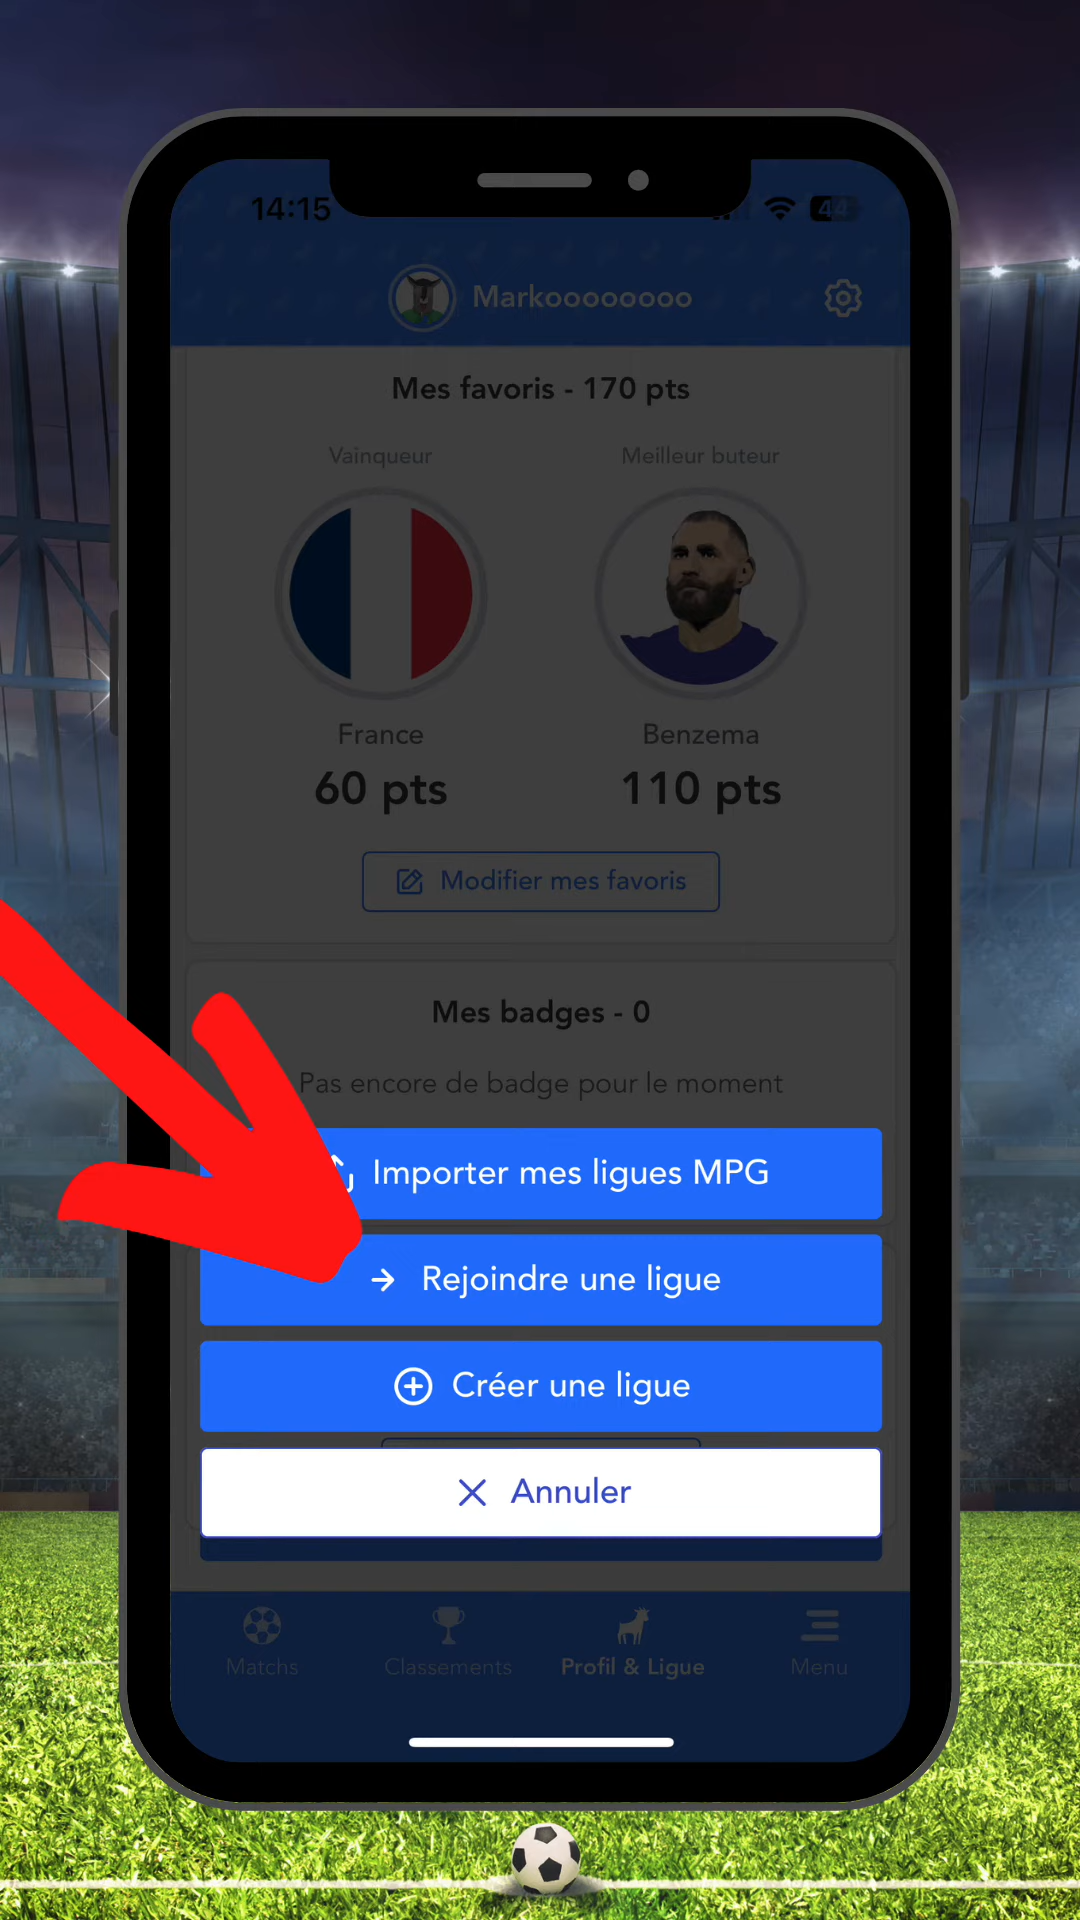 14:15
44
Markoooooooo
Mes favoris - 170 pts
Vainqueur
Meilleur buteur
France
Benzema
60 pts
110 pts
Modifier mes favoris
Mes badges - 0
Pas encore de badge pour le moment
Importer mes ligues MPG
Rejoindre une ligue
Créer une ligue
Annuler
Matchs
Classements
Profil & Ligue
Menu